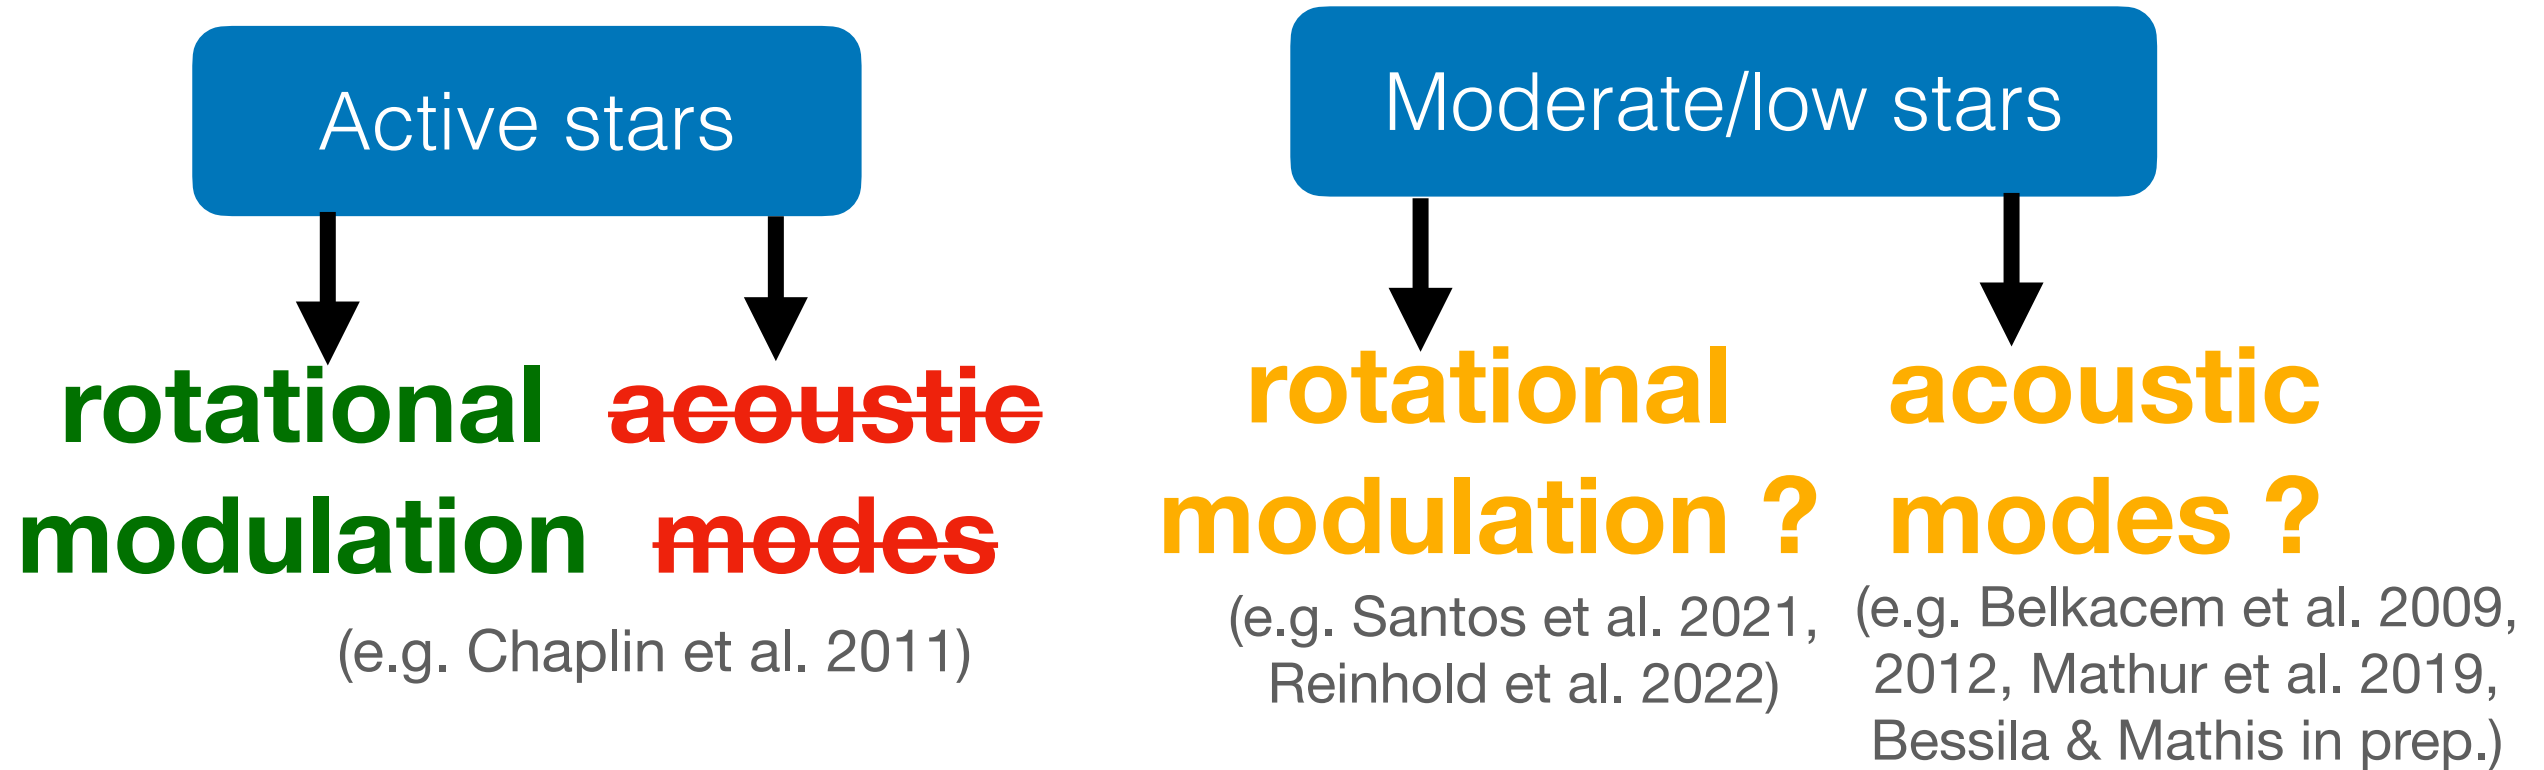 Active stars
rotational
modulation
acoustic
modes
(e.g. Chaplin et al. 2011)
Moderate/low stars
rotational
modulation ?
(e.g. Santos et al. 2021,
Reinhold et al. 2022)
acoustic
modes ?
(e.g. Belkacem et al. 2009,
2012, Mathur et al. 2019,
Bessila & Mathis in prep.)